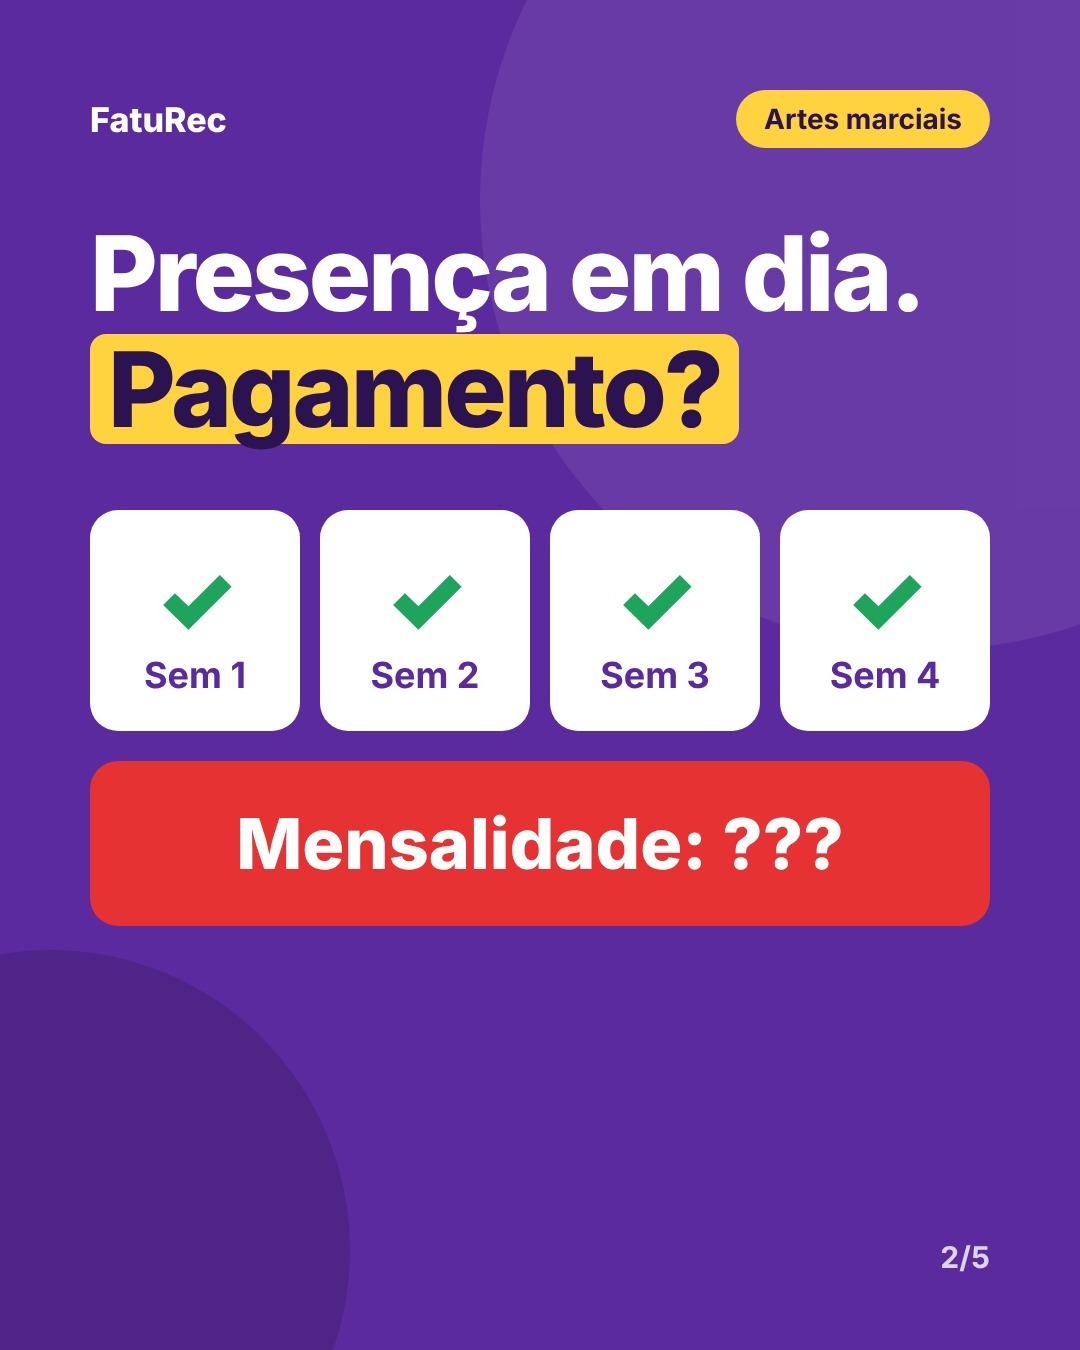 FatuRec
Artes marciais
Presença em dia.
Pagamento?
Sem 1
Sem 2
Sem 3
Sem 4
Mensalidade: ???
2/5